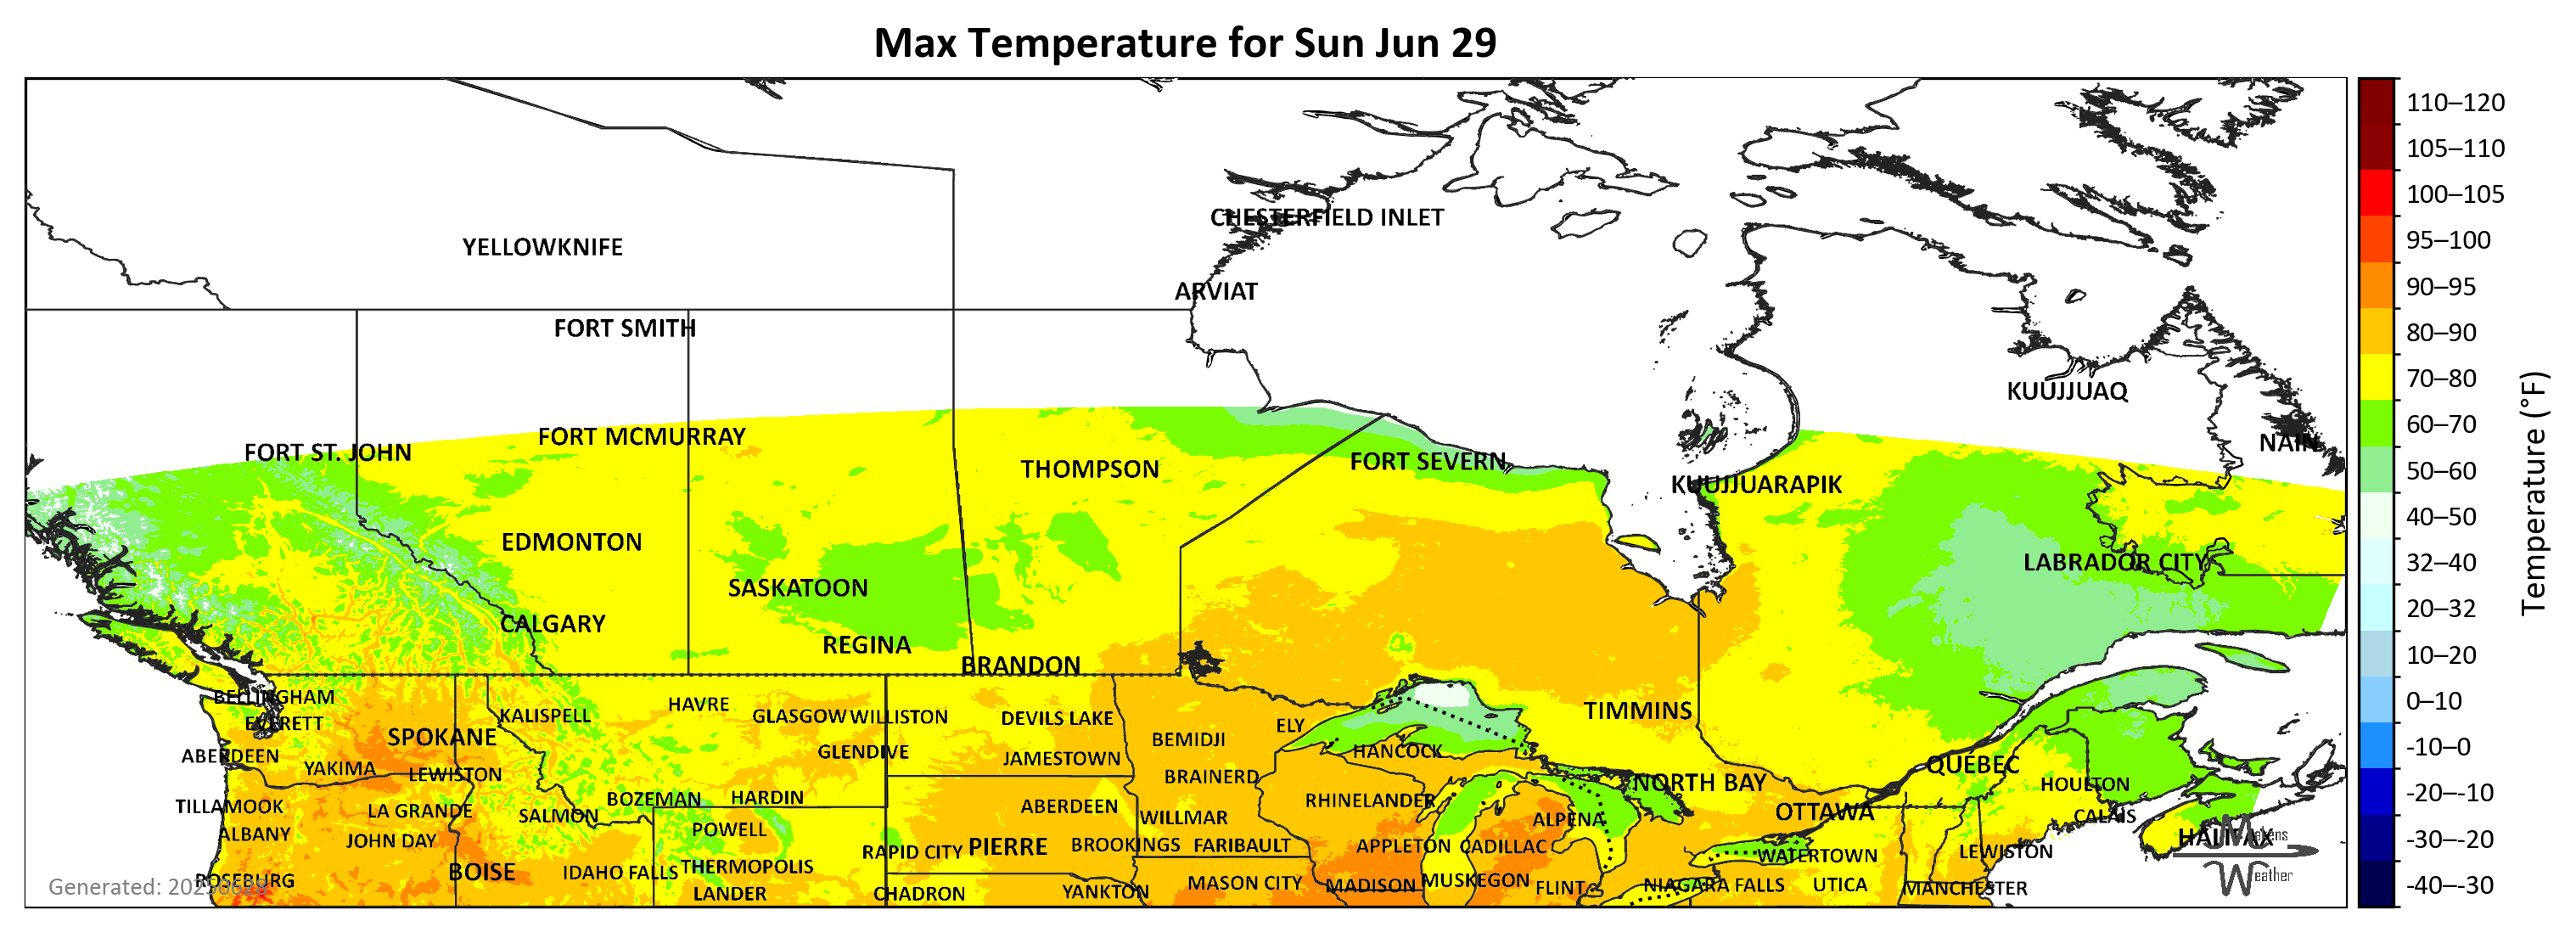 Max Temperature for Sun Jun 29
CHESTERFIELD INLET
YELLOWKNIFE
ARVIAT
FORT SMITH
KUUJJUAQ
FORT MCMURRAY
NAIN
FORT ST. JOHN
FORT SEVERN
THOMPSON
KUUJJUARAPIK
EDMONTON
LABRADOR CITY
SASKATOON
CALGARY
REGINA
BRANDON
BELLINGHAM
HAVRE
KALISPELL
GLASGOW
WILLISTON
DEVILS LAKE
TIMMINS
EVERETT
ELY
SPOKANE
BEMIDJI
HANCOCK
GLENDIVE
ABERDEEN
JAMESTOWN
QUÉBEC
YAKIMA
LEWISTON
BRAINERD
NORTH BAY
HOULTON
BOZEMAN
HARDIN
RHINELANDER
TILLAMOOK
LA GRANDE
ABERDEEN
OTTAWA
SALMON
WILLMAR
CALAIS
ALPENA
POWELL
ALBANY
HALIFAX
JOHN DAY
RAPID CITY
PIERRE
BROOKINGS
FARIBAULT
APPLETON
CADILLAC
LEWISTON
WATERTOWN
BOISE
IDAHO FALLS
THERMOPOLIS
ROSEBURG
MASON CITY
MADISON
MUSKEGON
FLINT
NIAGARA FALLS
UTICA
MANCHESTER
LANDER
CHADRON
YANKTON
Makens
Weather
Generated: 20250628
110–120
105–110
100–105
95–100
90–95
80–90
70–80
60–70
50–60
40–50
32–40
20–32
10–20
0–10
-10–0
-20–-10
-30–-20
-40–-30
Temperature (°F)